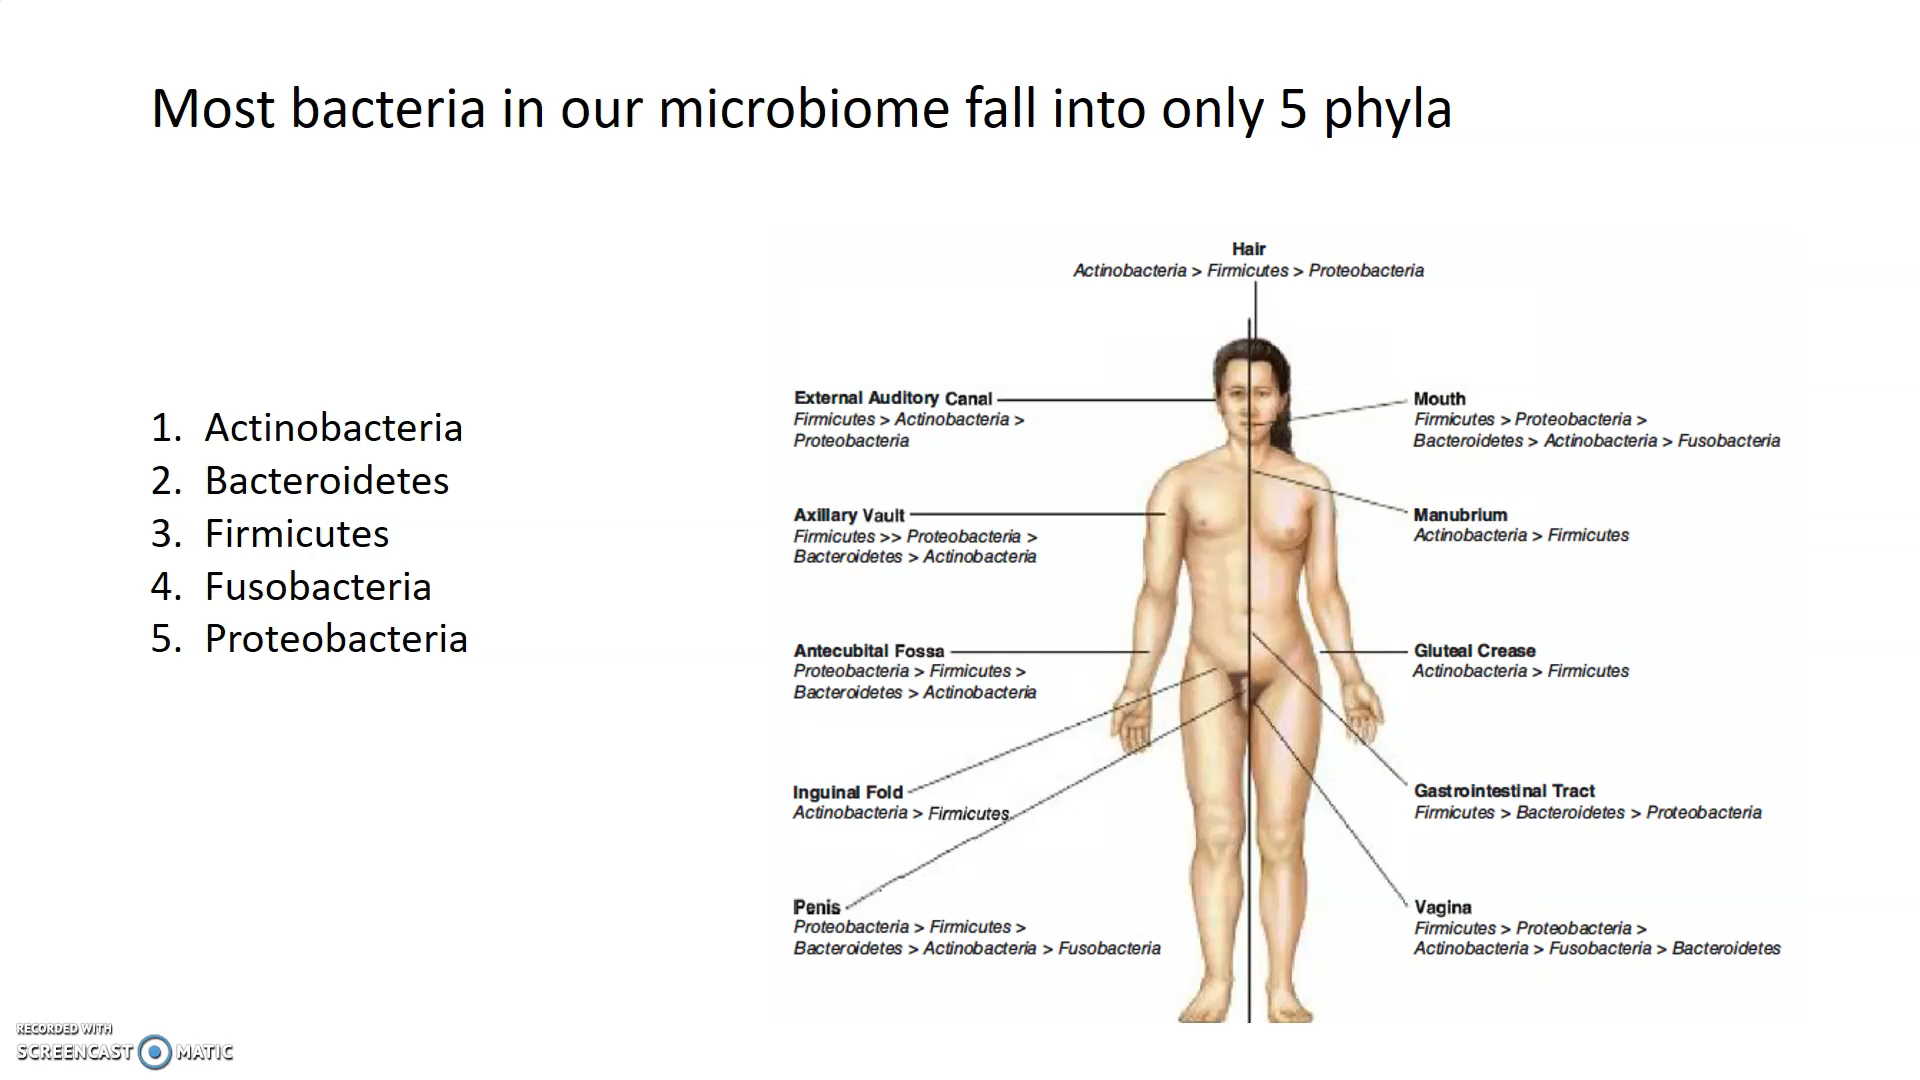 Most bacteria in our microbiome fall into only 5 phyla
1. Actinobacteria
2. Bacteroidetes
3. Firmicutes
4. Fusobacteria
5. Proteobacteria
Hair
Actinobacteria > Firmicutes > Proteobacteria
External Auditory Canal
Firmicutes > Actinobacteria >
Proteobacteria
Axillary Vault
Firmicutes >> Proteobacteria >
Bacteroidetes > Actinobacteria
Antecubital Fossa
Proteobacteria > Firmicutes >
Bacteroidetes > Actinobacteria
Inguinal Fold
Actinobacteria > Firmicutes
Penis
Proteobacteria > Firmicutes >
Bacteroidetes > Actinobacteria > Fusobacteria
Mouth
Firmicutes > Proteobacteria >
Bacteroidetes > Actinobacteria > Fusobacteria
Manubrium
Actinobacteria > Firmicutes
Gluteal Crease
Actinobacteria > Firmicutes
Gastrointestinal Tract
Firmicutes > Bacteroidetes > Proteobacteria
Vagina
Firmicutes > Proteobacteria >
Actinobacteria > Fusobacteria > Bacteroidetes
RECORDED WITH
SCREENCAST MATIC